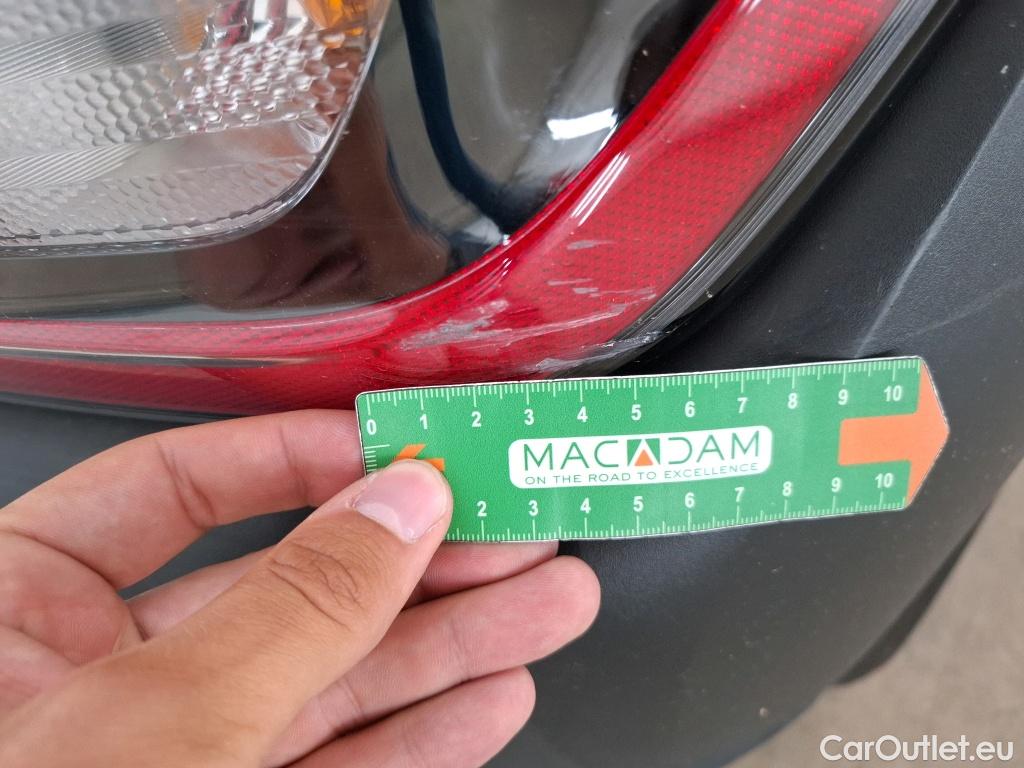 0 1 2 3 4 5 6 7 8 9 10
MACADAM
ON THE ROAD TO EXCELLENCE
2 3 4 5 6 7 8 9 10
CarOutlet.eu